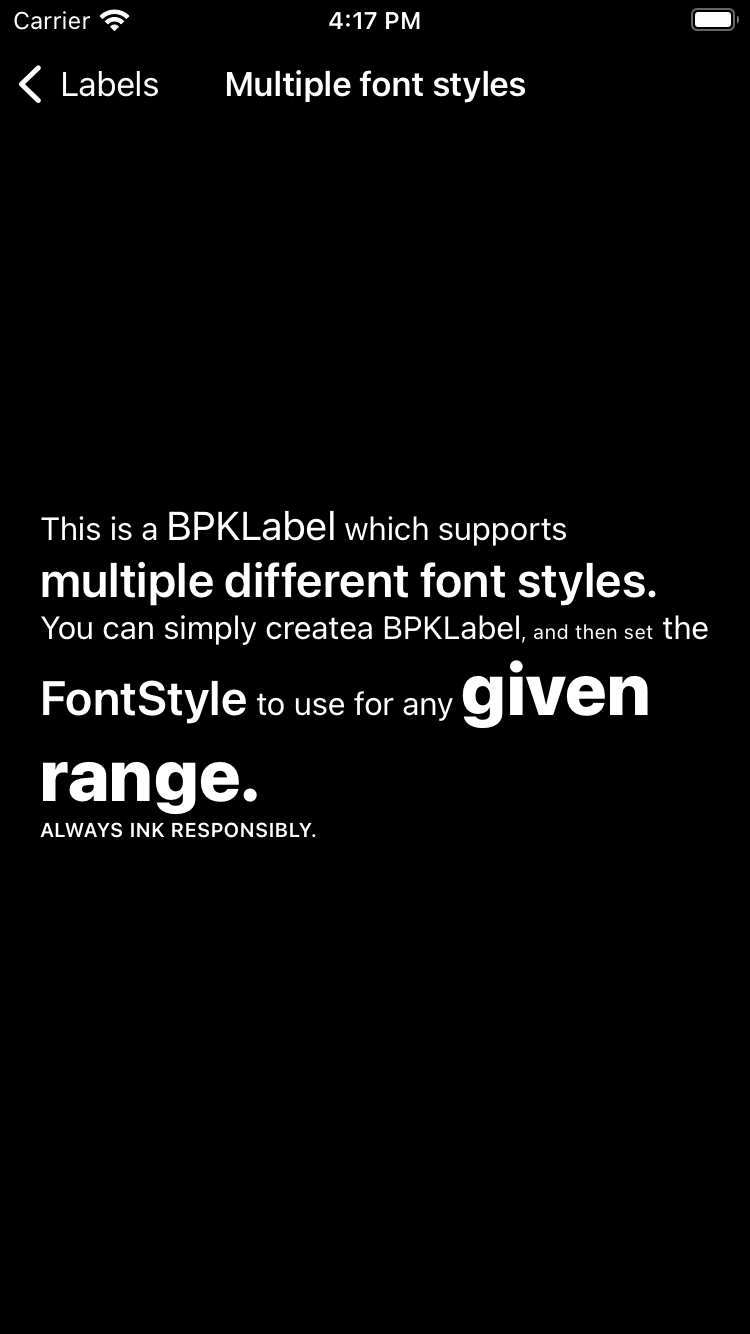 Carrier 4:17 PM
Labels Multiple font styles
This is a BPKLabel which supports
multiple different font styles.
You can simply createa BPKLabel, and then set the
FontStyle to use for any given
range.
ALWAYS INK RESPONSIBLY.